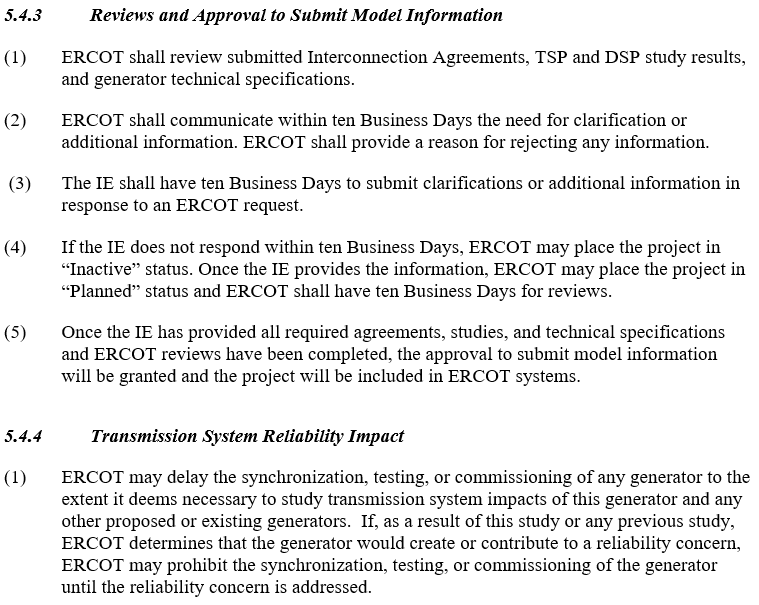 5.4.3 Reviews and Approval to Submit Model Information
(1) ERCOT shall review submitted Interconnection Agreements, TSP and DSP study results,
and generator technical specifications.
(2) ERCOT shall communicate within ten Business Days the need for clarification or
additional information. ERCOT shall provide a reason for rejecting any information.
(3) The IE shall have ten Business Days to submit clarifications or additional information in
response to an ERCOT request.
(4) If the IE does not respond within ten Business Days, ERCOT may place the project in
“Inactive” status. Once the IE provides the information, ERCOT may place the project in
“Planned” status and ERCOT shall have ten Business Days for reviews.
(5) Once the IE has provided all required agreements, studies, and technical specifications
and ERCOT reviews have been completed, the approval to submit model information
will be granted and the project will be included in ERCOT systems.
5.4.4 Transmission System Reliability Impact
(1) ERCOT may delay the synchronization, testing, or commissioning of any generator to the
extent it deems necessary to study transmission system impacts of this generator and any
other proposed or existing generators.  If, as a result of this study or any previous study,
ERCOT determines that the generator would create or contribute to a reliability concern,
ERCOT may prohibit the synchronization, testing, or commissioning of the generator
until the reliability concern is addressed.